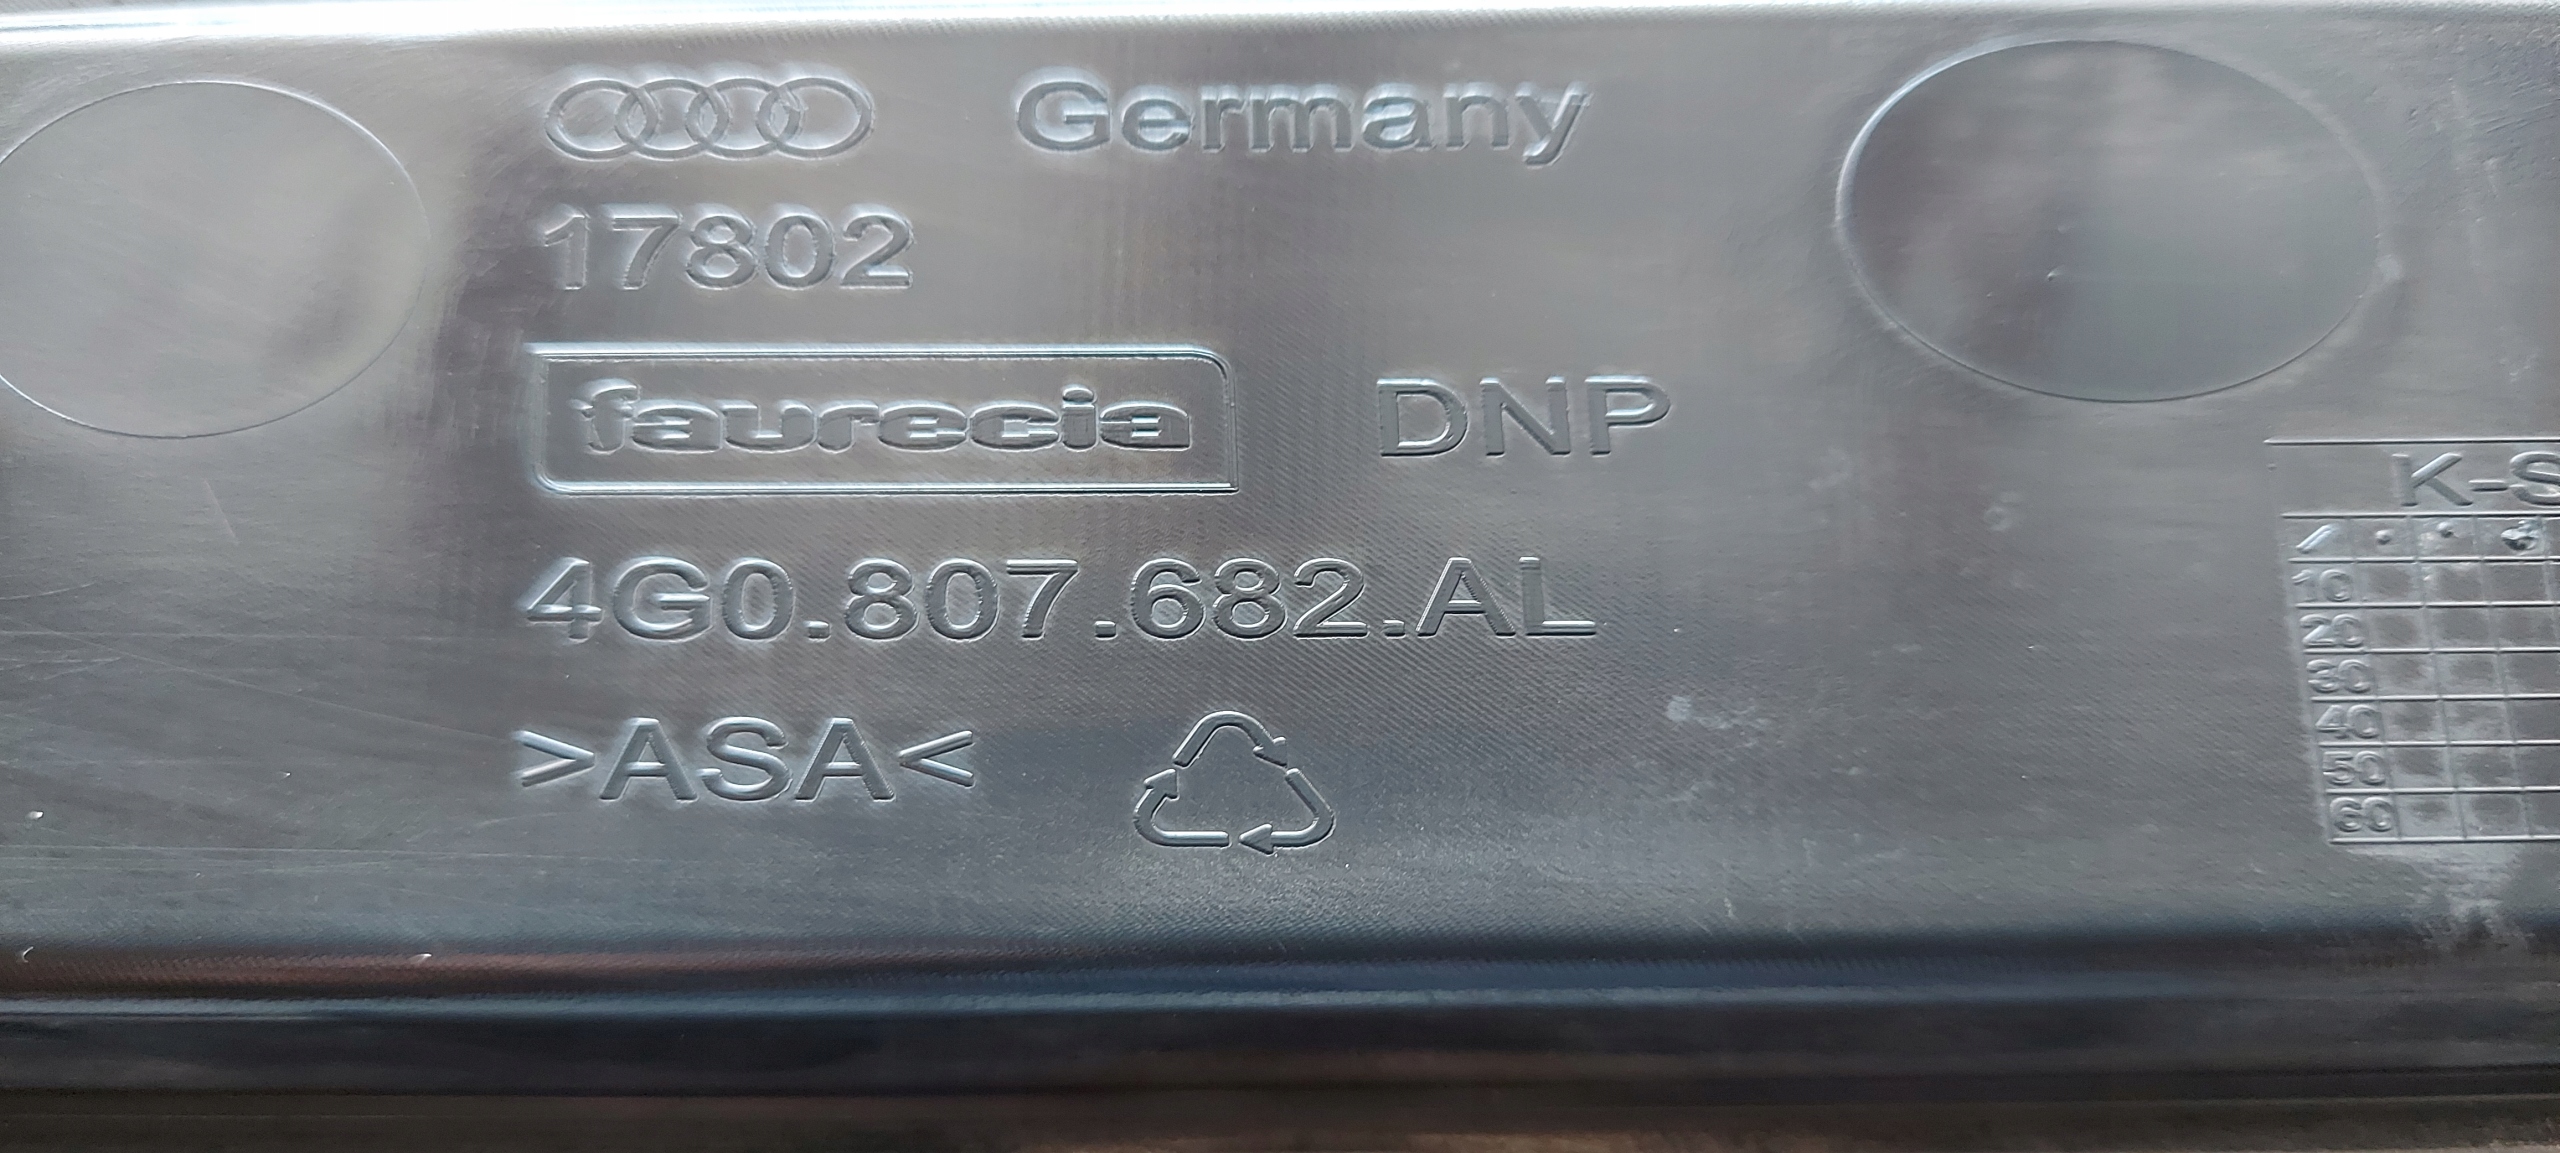 Germany
17802
faurecia DNP
4G0.807.682.AL
>ASA<
K-S
10
20
30
40
50
60